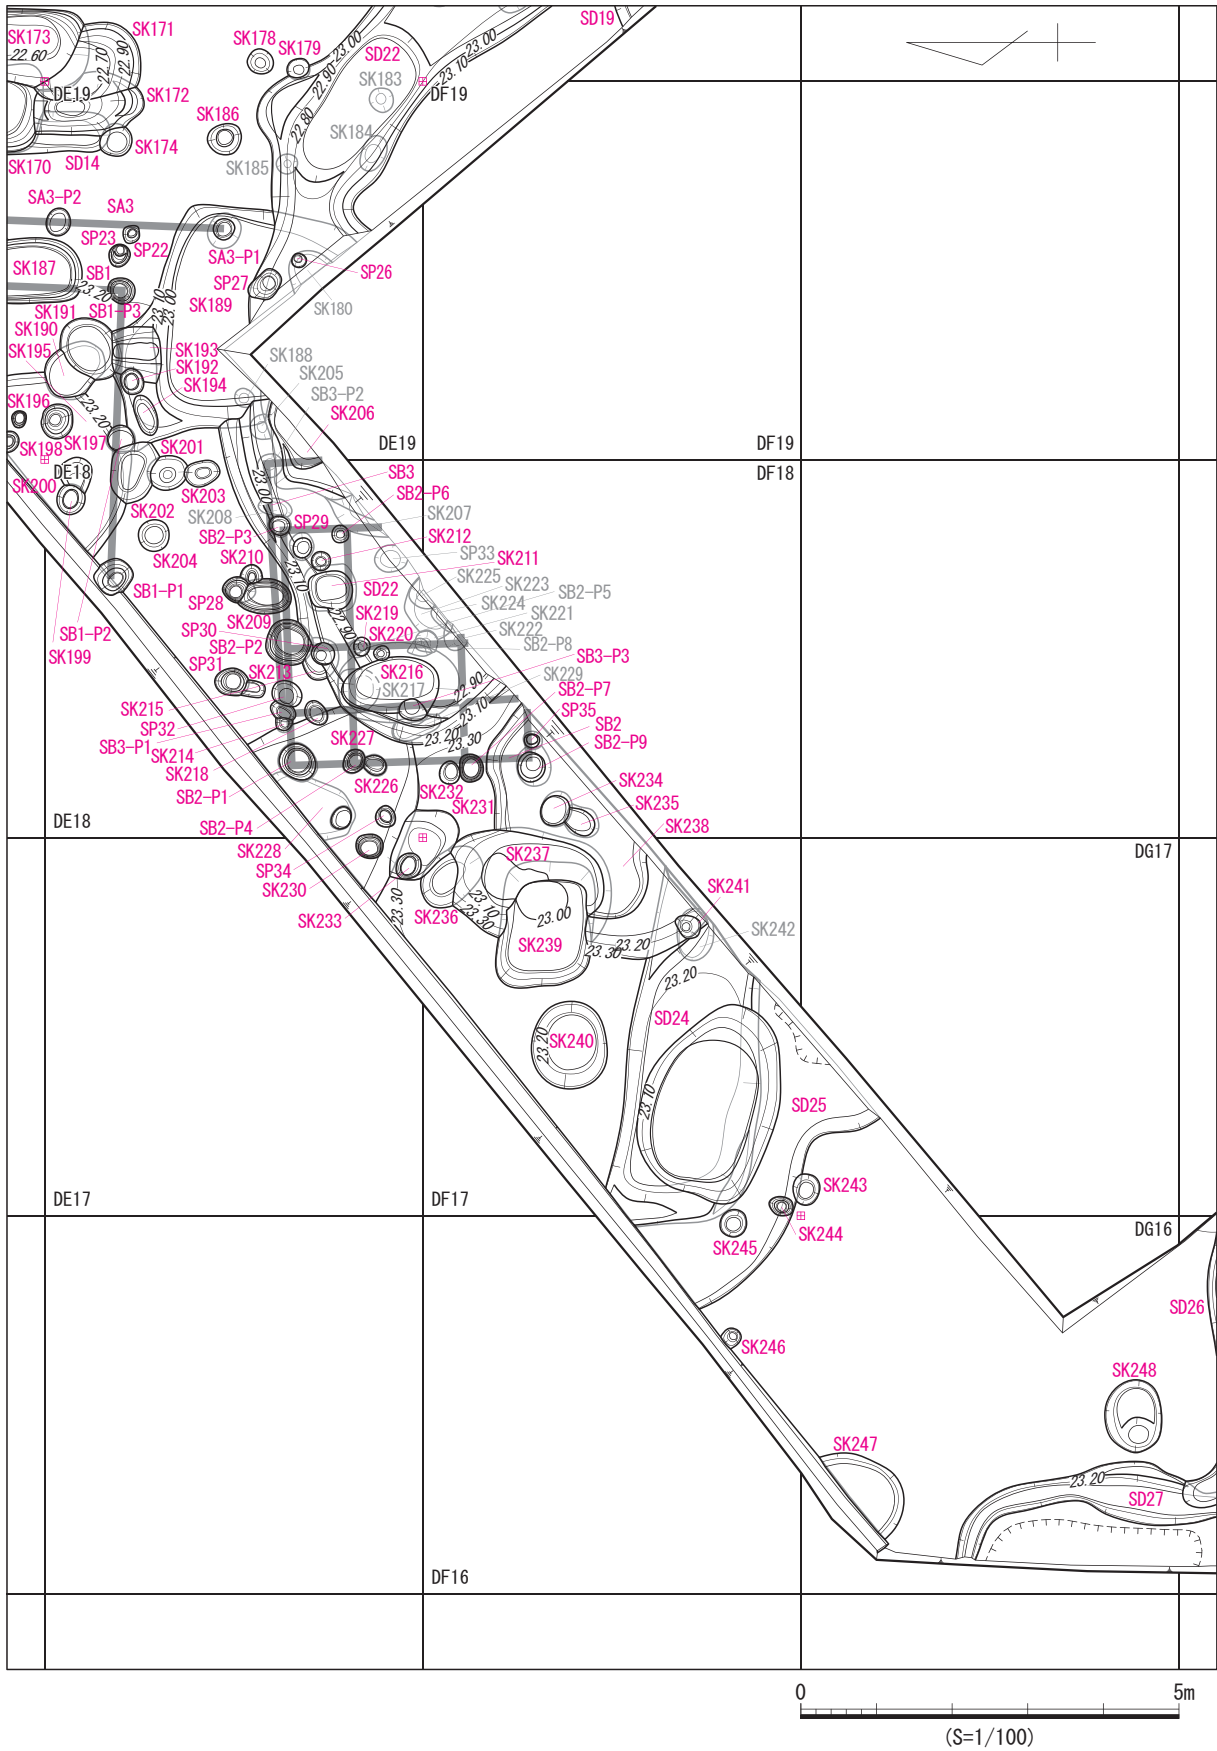 SD19
SK173
SK171
SK178
SK179
23.00
SD22
23.00
22.60
22.70
22.90
22.90
23.10
DE19
SK172
SK183
DF19
SK186
22.80
SK184
SK170
SD14
SK174
SK185
SA3-P2
SA3
SP23
SP22
SA3-P1
SK187
SB1
SP27
SP26
23.20
SK191
SB1-P3
23.10
23.00
SK189
SK180
SK190
SK195
SK193
SK188
SK192
SK205
SK194
SB3-P2
SK196
23.20
SK206
SK198
SK197
SK201
DE19
DF19
DE18
SK200
SK203
23.00
SB3
DF18
SB2-P6
SK202
SK208
SP29
SK207
SK204
SB2-P3
SK212
SK210
SP33
SK211
SB1-P1
SP28
23.10
SD22
SK225
SK223
SB2-P5
SK209
SK224
SB1-P2
SP30
22.90
SK219
SK221
SK199
SB2-P2
SK220
SK222
SB2-P8
SP31
SK213
SK216
SB3-P3
SK217
SK229
22.90
SB2-P7
SK215
23.10
SP35
SP32
23.20
SB2
SB3-P1
SK227
23.30
SB2-P9
SK214
SK218
SK226
SK234
SB2-P1
SK232
SK235
SK231
DE18
SB2-P4
SK238
SK228
DG17
SP34
SK237
SK230
SK241
23.30
23.10
23.00
SK233
SK236
23.30
SK242
SK239
23.20
23.30
23.20
SD24
SK240
23.20
23.10
SD25
SK243
DE17
DF17
SK245
SK244
DG16
SD26
SK246
SK248
SK247
23.20
SD27
DF16
0
5m
(S=1/100)